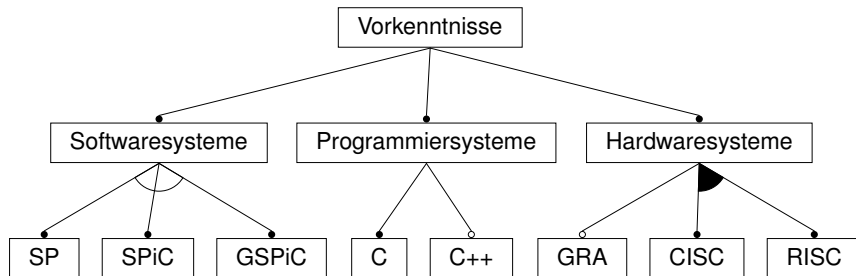 Vorkenntnisse
Softwaresysteme Programmiersysteme Hardwaresysteme
SP SPiC GSPiC C C++ GRA CISC RISC